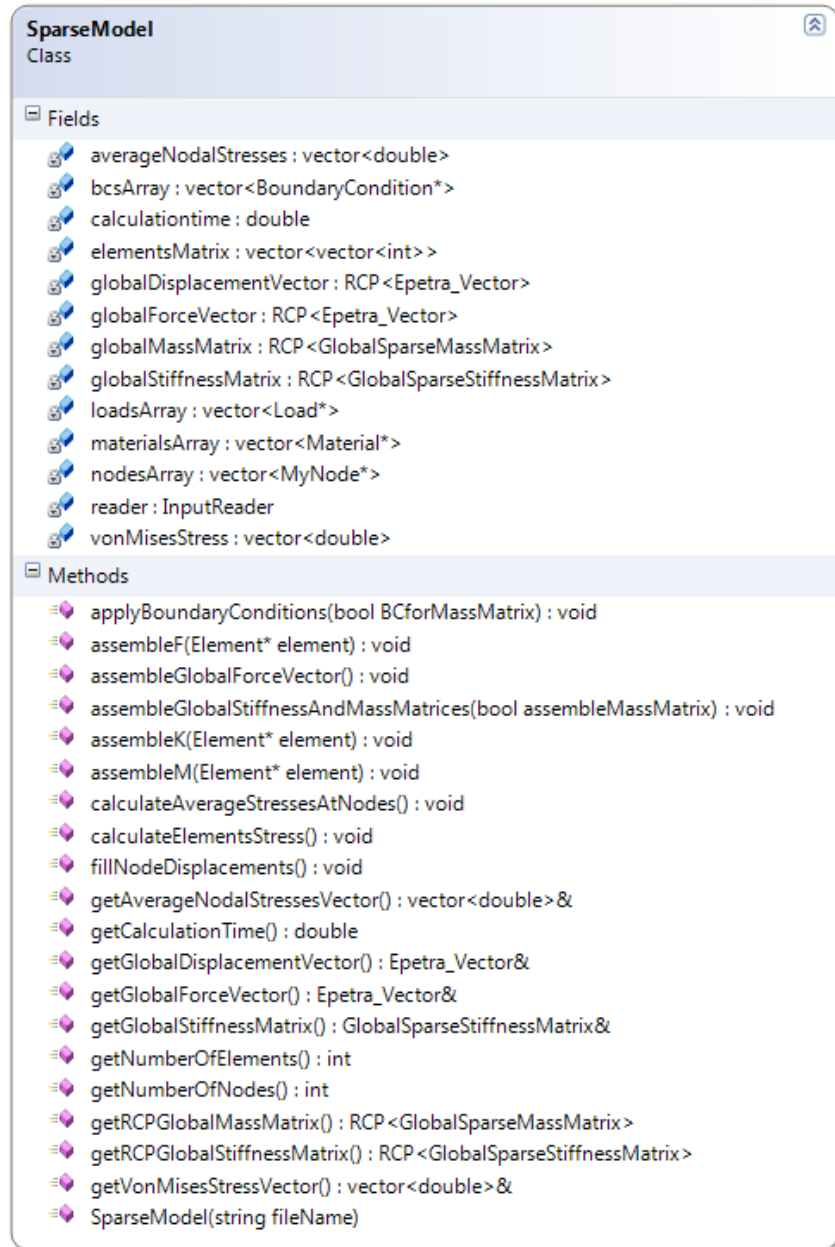 SparseModel
Class
Fields
averageNodalStresses : vector<double>
bcsArray : vector<BoundaryCondition*>
calculationtime : double
elementsMatrix : vector<vector<int>>
globalDisplacementVector : RCP<Epetra_Vector>
globalForceVector : RCP<Epetra_Vector>
globalMassMatrix : RCP<GlobalSparseMassMatrix>
globalStiffnessMatrix : RCP<GlobalSparseStiffnessMatrix>
loadsArray : vector<Load*>
materialsArray : vector<Material*>
nodesArray : vector<MyNode*>
reader : InputReader
vonMisesStress : vector<double>
Methods
applyBoundaryConditions(bool BCforMassMatrix) : void
assembleF(Element* element) : void
assembleGlobalForceVector() : void
assembleGlobalStiffnessAndMassMatrices(bool assembleMassMatrix) : void
assembleK(Element* element) : void
assembleM(Element* element) : void
calculateAverageStressesAtNodes() : void
calculateElementsStress() : void
fillNodeDisplacements() : void
getAverageNodalStressesVector() : vector<double>&
getCalculationTime() : double
getGlobalDisplacementVector() : Epetra_Vector&
getGlobalForceVector() : Epetra_Vector&
getGlobalStiffnessMatrix() : GlobalSparseStiffnessMatrix&
getNumberOfElements() : int
getNumberOfNodes() : int
getRCPGlobalMassMatrix() : RCP<GlobalSparseMassMatrix>
getRCPGlobalStiffnessMatrix() : RCP<GlobalSparseStiffnessMatrix>
getVonMisesStressVector() : vector<double>&
SparseModel(string fileName)